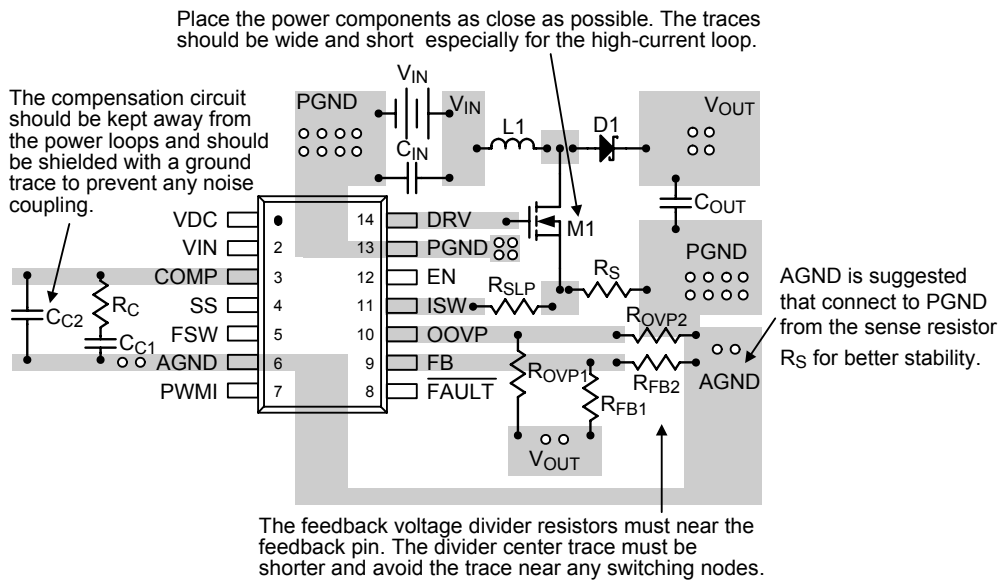 Place the power components as close as possible. The traces
should be wide and short especially for the high-current loop.
The compensation circuit
should be kept away from
the power loops and should
be shielded with a ground
trace to prevent any noise
coupling.
PGND
VIN
VIN
CIN
L1
D1
VOUT
COUT
M1
PGND
RS
RSLP
VDC
VIN
2
COMP
3
SS
4
FSW
5
AGND
6
PWMI
7
14
DRV
13
PGND
12
EN
11
ISW
10
OOVP
9
FB
8
FAULT
CC2
RC
CC1
ROVP2
ROVP1
RFB2
RFB1
AGND
VOUT
AGND is suggested
that connect to PGND
from the sense resistor
RS for better stability.
The feedback voltage divider resistors must near the
feedback pin. The divider center trace must be
shorter and avoid the trace near any switching nodes.